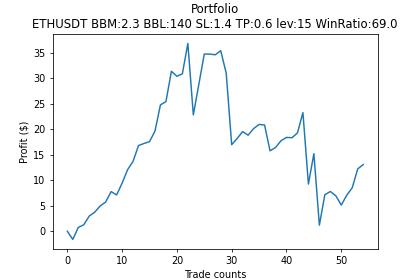 Portfolio
ETHUSDT BBM:2.3 BBL:140 SL:1.4 TP:0.6 lev:15 WinRatio:69.0
35
30
25
20
15
10
5
0
Profit ($)
0 10 20 30 40 50
Trade counts